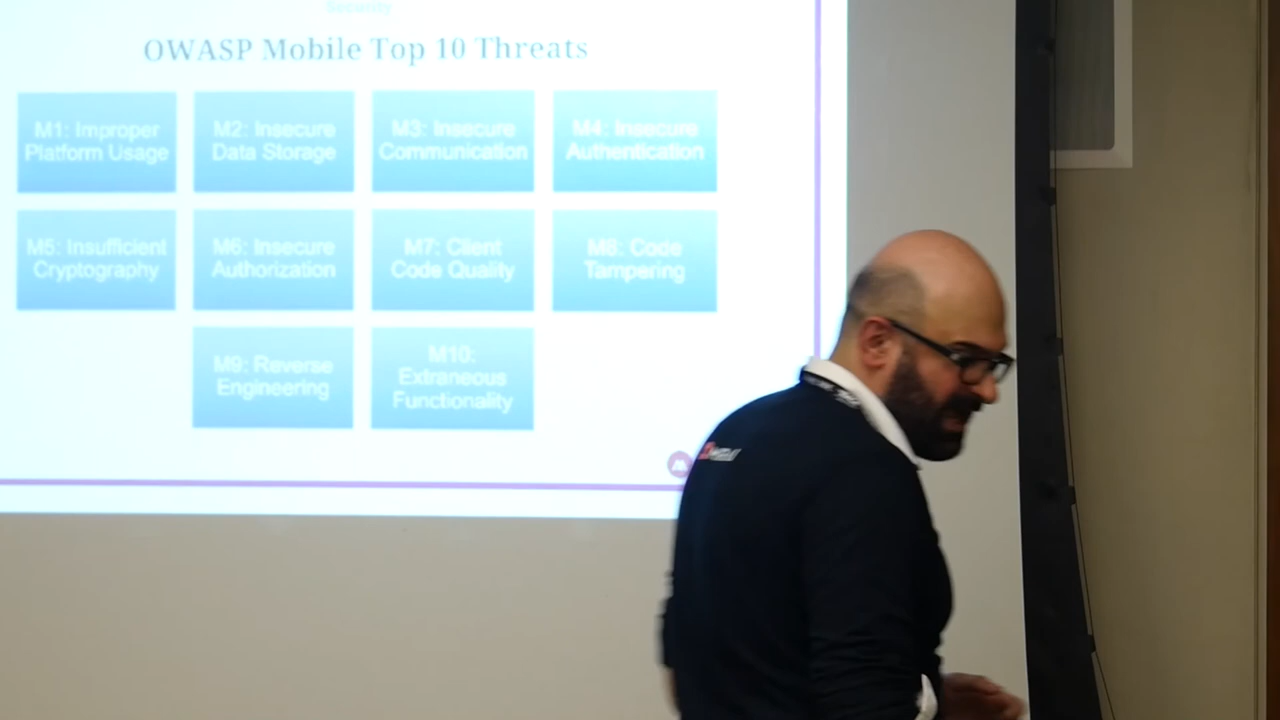 Security
OWASP Mobile Top 10 Threats
M1: Improper
Platform Usage
M2: Insecure
Data Storage
M3: Insecure
Communication
M4: Insecure
Authentication
M5: Insufficient
Cryptography
M6: Insecure
Authorization
M7: Client
Code Quality
M8: Code
Tampering
M9: Reverse
Engineering
M10:
Extraneous
Functionality